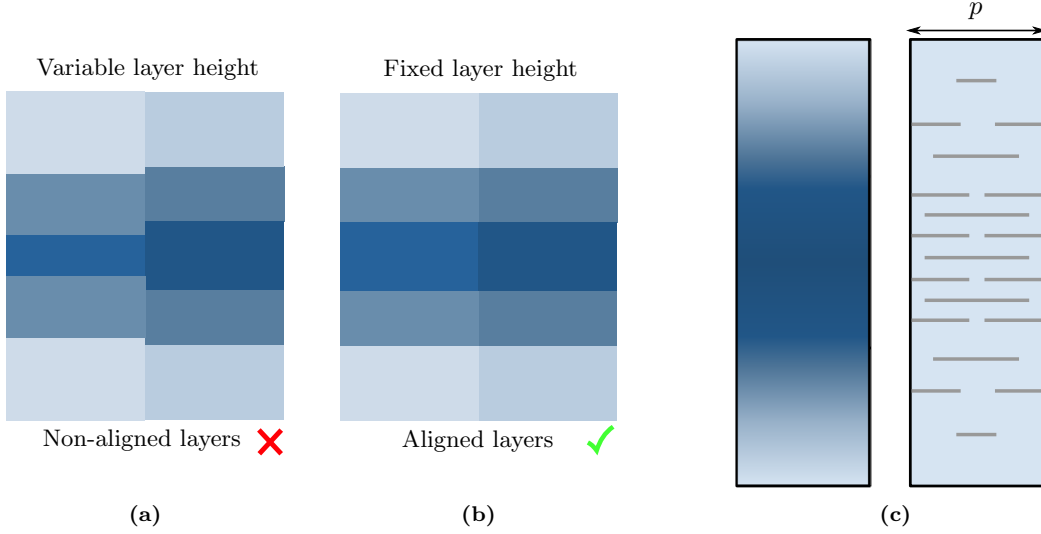 Variable layer height
Non-aligned layers
(a)
Fixed layer height
Aligned layers
(b)
p
(c)